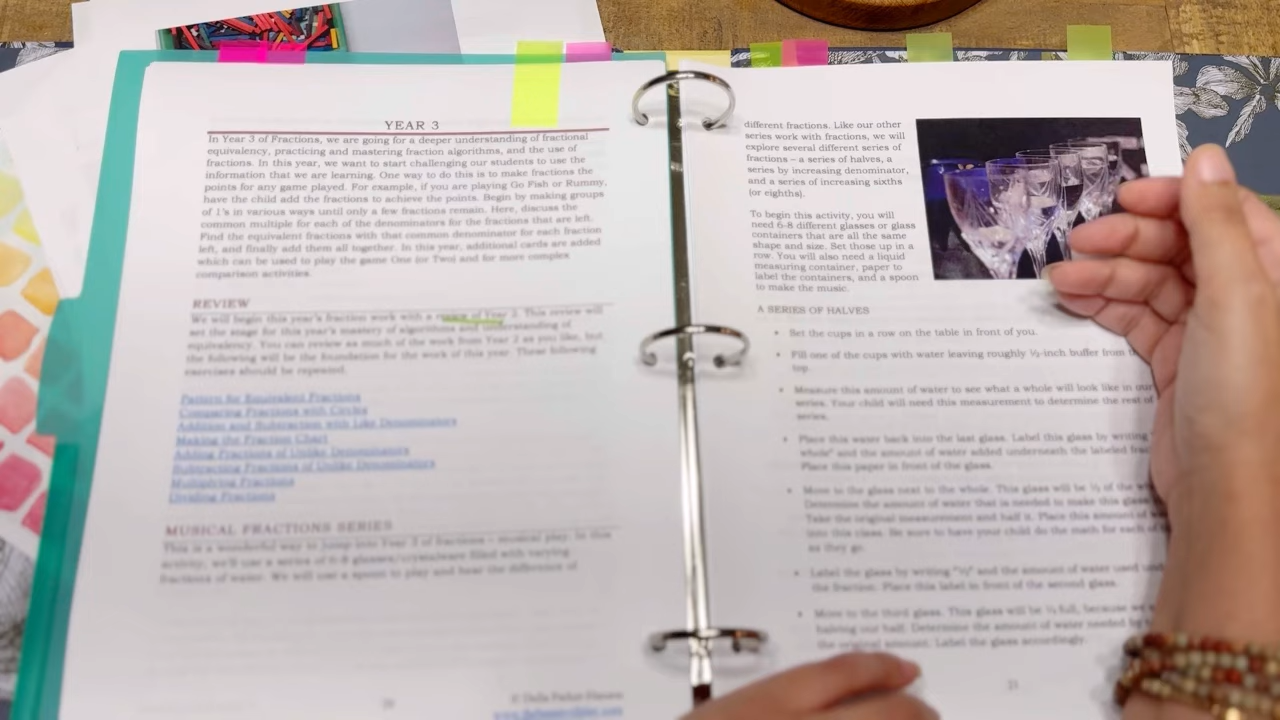 YEAR 3
In Year 3 of Fractions, we are going for a deeper understanding of fractional
equivalency, practicing and mastering fraction algorithms, and the use of
fractions. In this year, we want to start challenging our students to use the
information that we are learning. One way to do this is to make fractions the
points for any game played. For example, if you are playing Go Fish or Rummy,
have the child add the fractions to achieve the points. Begin by making groups
of 1's in various ways until only a few fractions remain. Here, discuss the
common multiple for each of the denominators for the fractions that are left.
Find the equivalent fractions with that common denominator for each fraction
left, and finally add them all together. In this year, additional cards are added
which can be used to play the game One (or Two) and for more complex
comparison activities.
REVIEW
We will begin this year's fraction work with a review of Year 2. This review will
set the stage for this year's mastery of algorithms and understanding of
equivalency. You can review as much of the work from Year 2 as you like, but
the following will be the foundation for the work of this year. These following
exercises should be repeated.
Pattern for Equivalent Fractions
Comparing Fractions with Circles
Addition and Subtraction with Like Denominators
Making the Fraction Chart
Adding Fractions of Unlike Denominators
Subtracting Fractions of Unlike Denominators
Multiplying Fractions
Dividing Fractions
MUSICAL FRACTIONS SERIES
This is a wonderful way to jump into Year 3 of fractions – musical play. In this
activity, we'll use a series of 6-8 glasses/crystalware filled with varying
fractions of water. We will use a spoon to play and hear the difference of
different fractions. Like our other
series work with fractions, we will
explore several different series of
fractions – a series of halves, a
series by increasing denominator,
and a series of increasing sixths
(or eighths).
To begin this activity, you will
need 6-8 different glasses or glass
containers that are all the same
shape and size. Set those up in a
row. You will also need a liquid
measuring container, paper to
label the containers, and a spoon
to make the music.
A SERIES OF HALVES
• Set the cups in a row on the table in front of you.
• Fill one of the cups with water leaving roughly ½-inch buffer from
top.
• Measure this amount of water to see what a whole will look like in our
series. Your child will need this measurement to determine the rest of
series.
• Place this water back into the last glass. Label this glass by writing
whole" and the amount of water added underneath the labeled
Place this paper in front of the glass.
• Move to the glass next to the whole. This glass will be ½ of the
Determine the amount of water that is needed to make this glass
Take the original measurement and half it. Place this amount of
into this glass. Be sure to have your child do the math for each of
as they go.
• Label the glass by writing "½" and the amount of water used
the fraction. Place this label in front of the second glass.
• Move to the third glass. This glass will be ¼ full, because we
halving our half. Determine the amount of water needed by
the original amount. Label the glass accordingly.